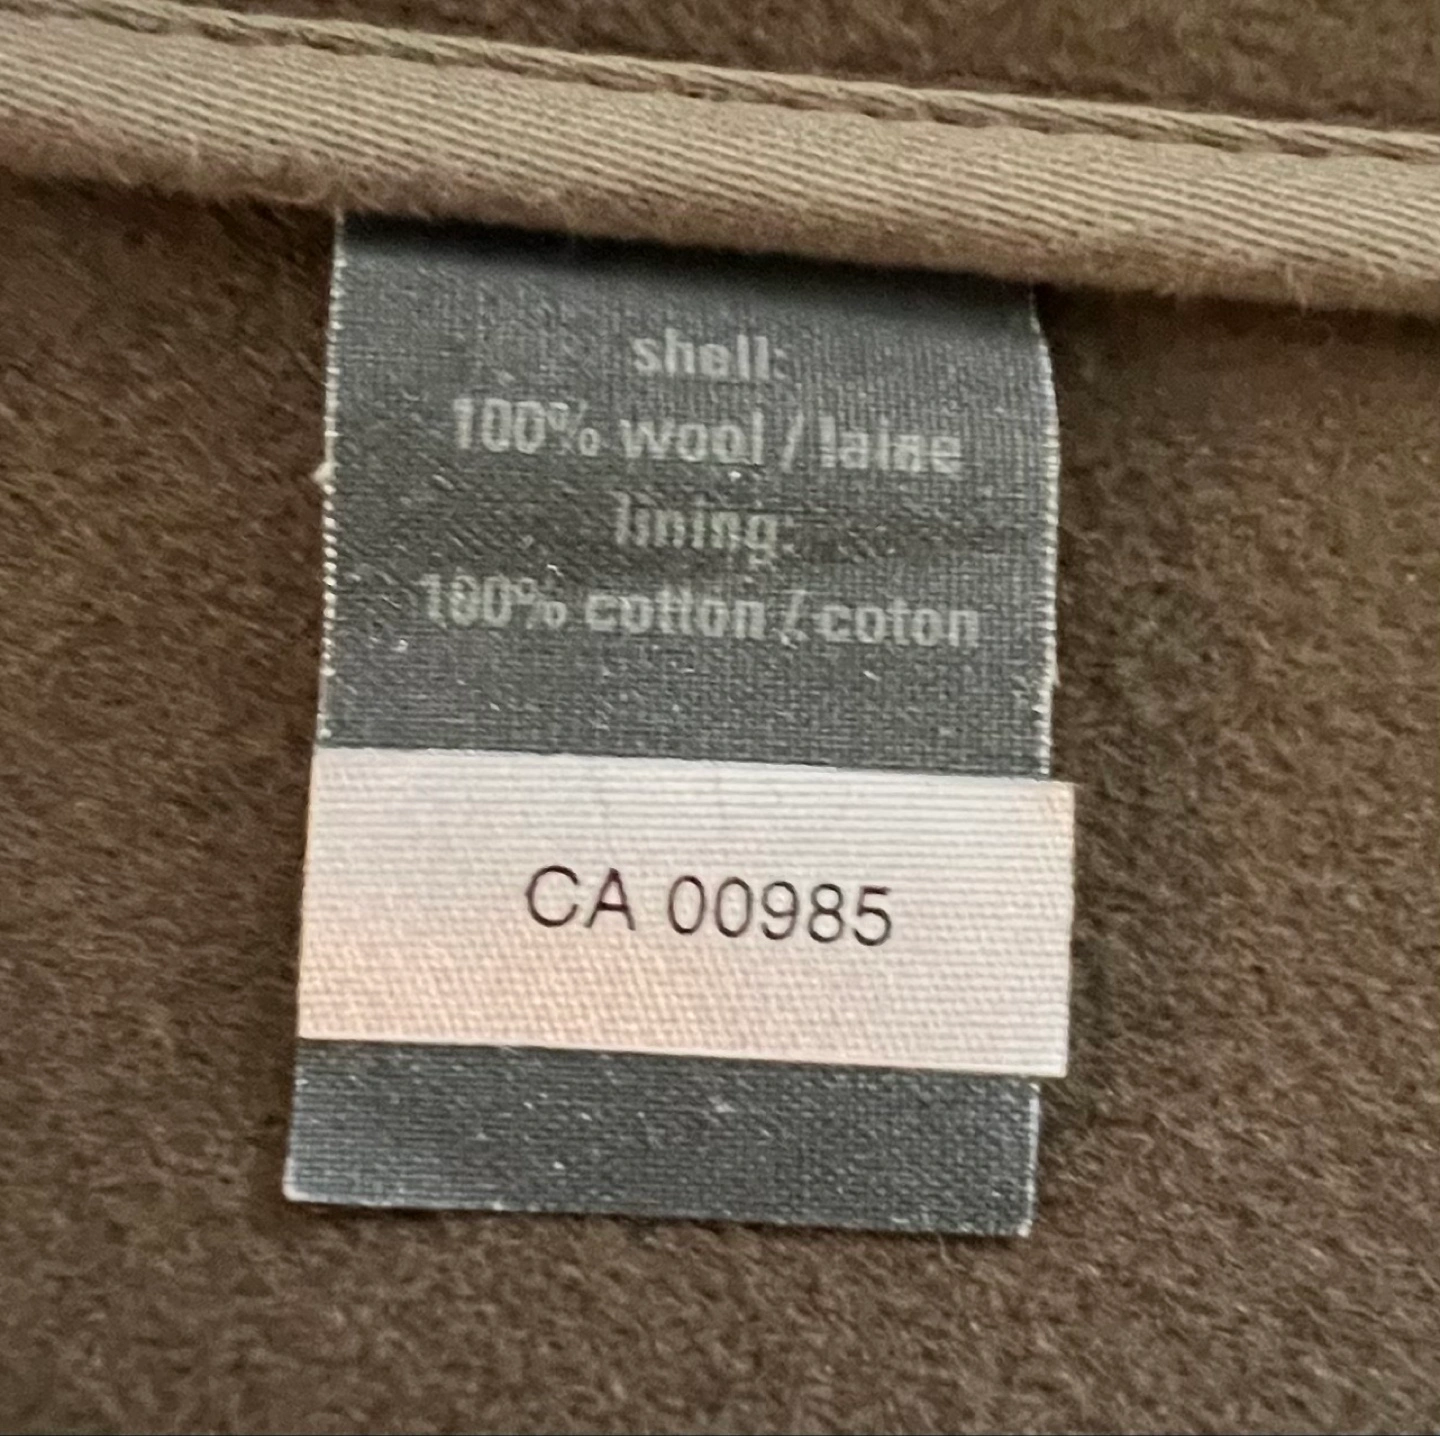 shell:
100% wool / laine
lining:
100% cotton / coton
CA 00985